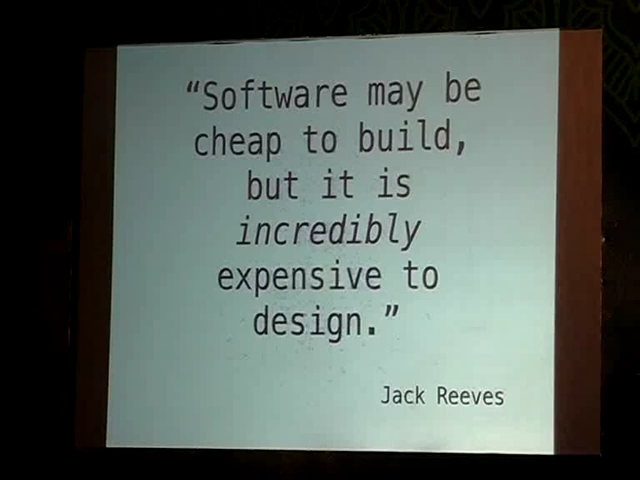 “Software may be
cheap to build,
but it is
incredibly
expensive to
design.”
Jack Reeves